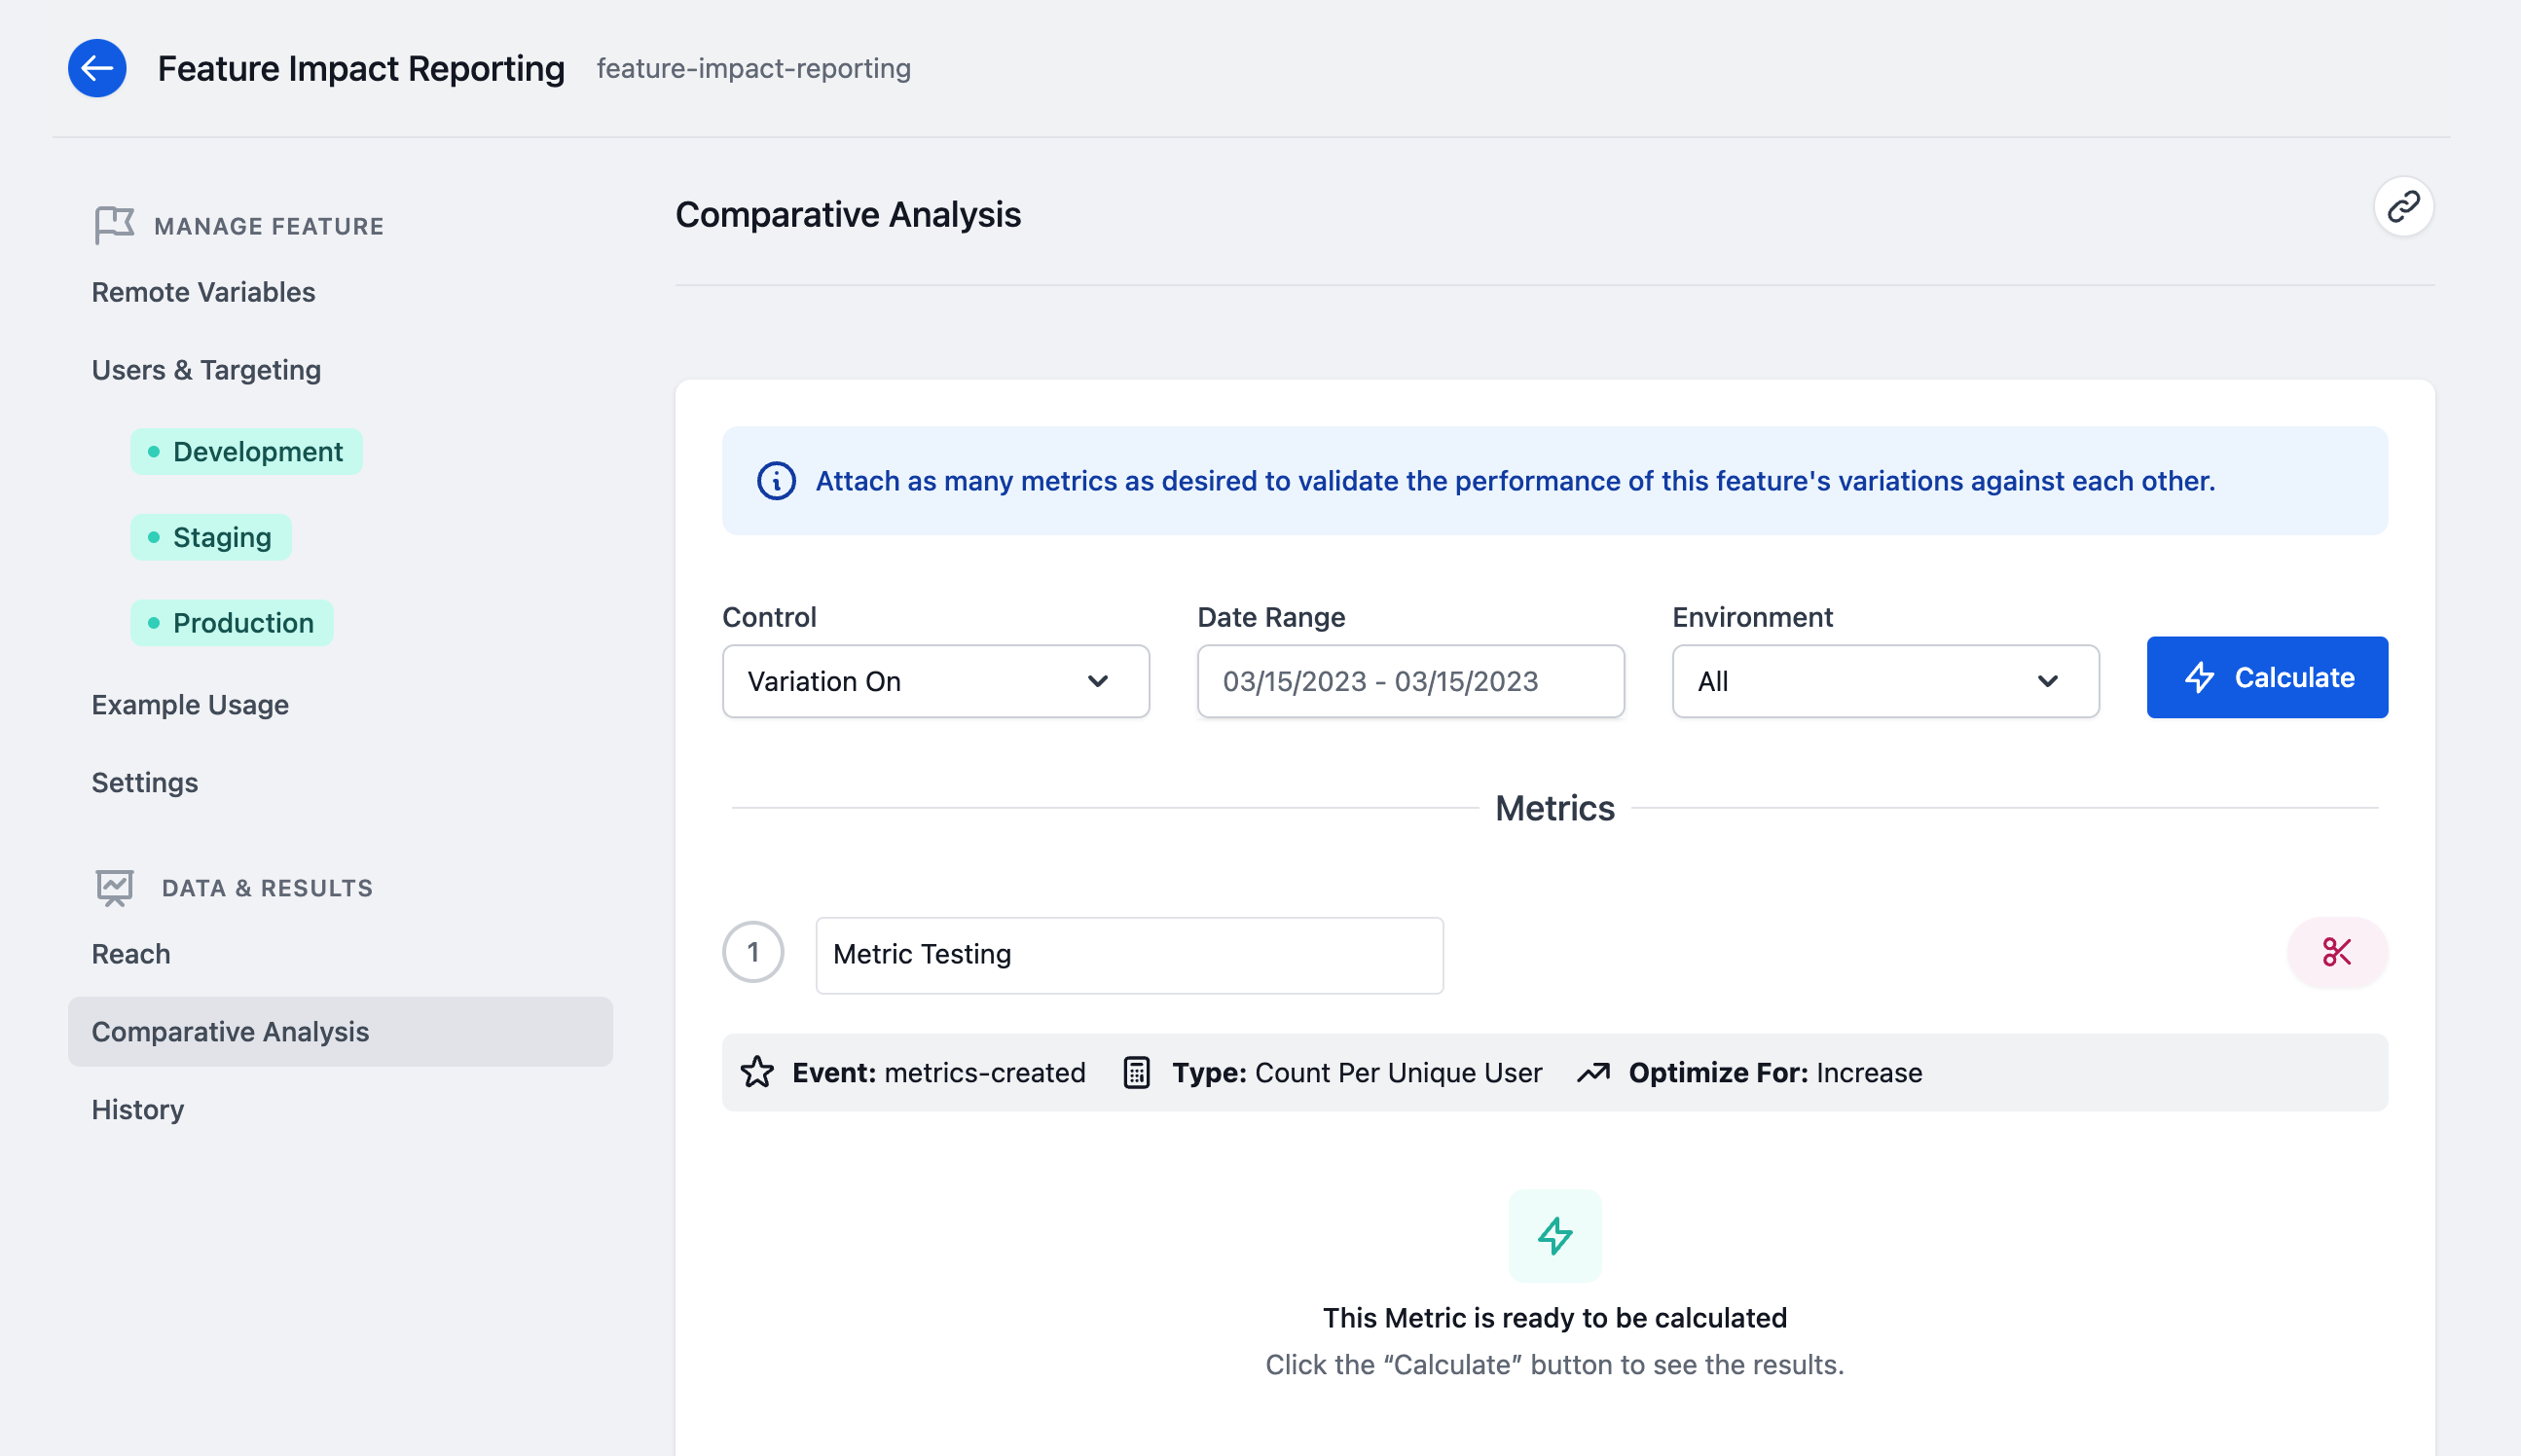 Feature Impact Reporting feature-impact-reporting
MANAGE FEATURE
Remote Variables
Users & Targeting
Development
Staging
Production
Example Usage
Settings
DATA & RESULTS
Reach
Comparative Analysis
History
Comparative Analysis
Attach as many metrics as desired to validate the performance of this feature's variations against each other.
Control Date Range Environment
Variation On 03/15/2023 - 03/15/2023 All Calculate
Metrics
1 Metric Testing
Event: metrics-created Type: Count Per Unique User Optimize For: Increase
This Metric is ready to be calculated
Click the “Calculate” button to see the results.